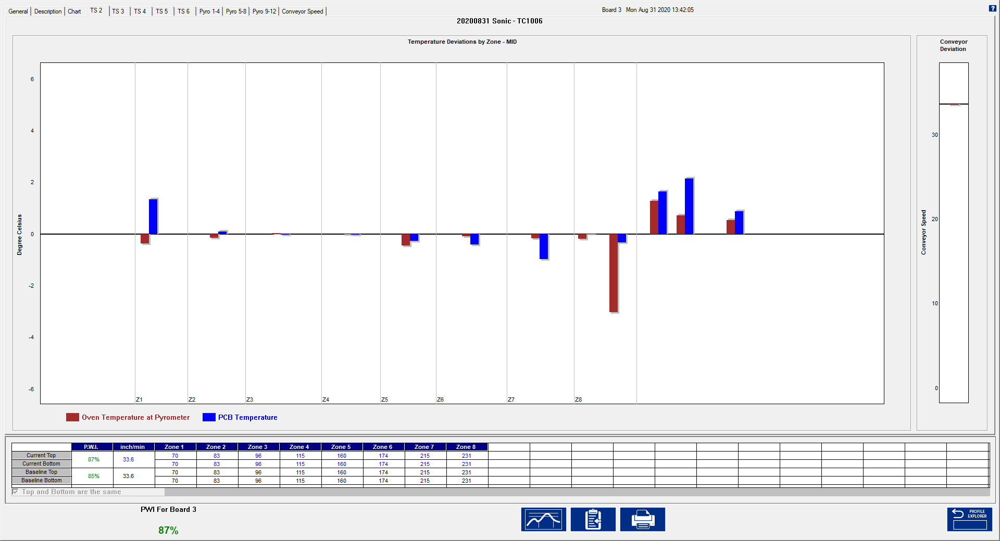 General Description Chart TS 2 TS 3 TS 4 TS 5 TS 6 Pyro 1-4 Pyro 5-8 Pyro 9-12 Conveyor Speed
Board 3 Mon Aug 31 2020 13:42:05
?
20200831 Sonic - TC1006
Temperature Deviations by Zone - MID
Conveyor
Deviation
6
4
2
0
-2
-4
-6
Degree Celsius
Z1 Z2 Z3 Z4 Z5 Z6 Z7 Z8
Oven Temperature at Pyrometer PCB Temperature
30
20
10
0
Conveyor Speed
P.W.I. inch/min Zone 1 Zone 2 Zone 3 Zone 4 Zone 5 Zone 6 Zone 7 Zone 8
Current Top 87% 33.6 70 83 96 115 160 174 215 231
Current Bottom 70 83 96 115 160 174 215 231
Baseline Top 85% 33.6 70 83 96 115 160 174 215 231
Baseline Bottom 70 83 96 115 160 174 215 231
Top and Bottom are the same
PWI For Board 3
87%
PROFILE
EXPLORER